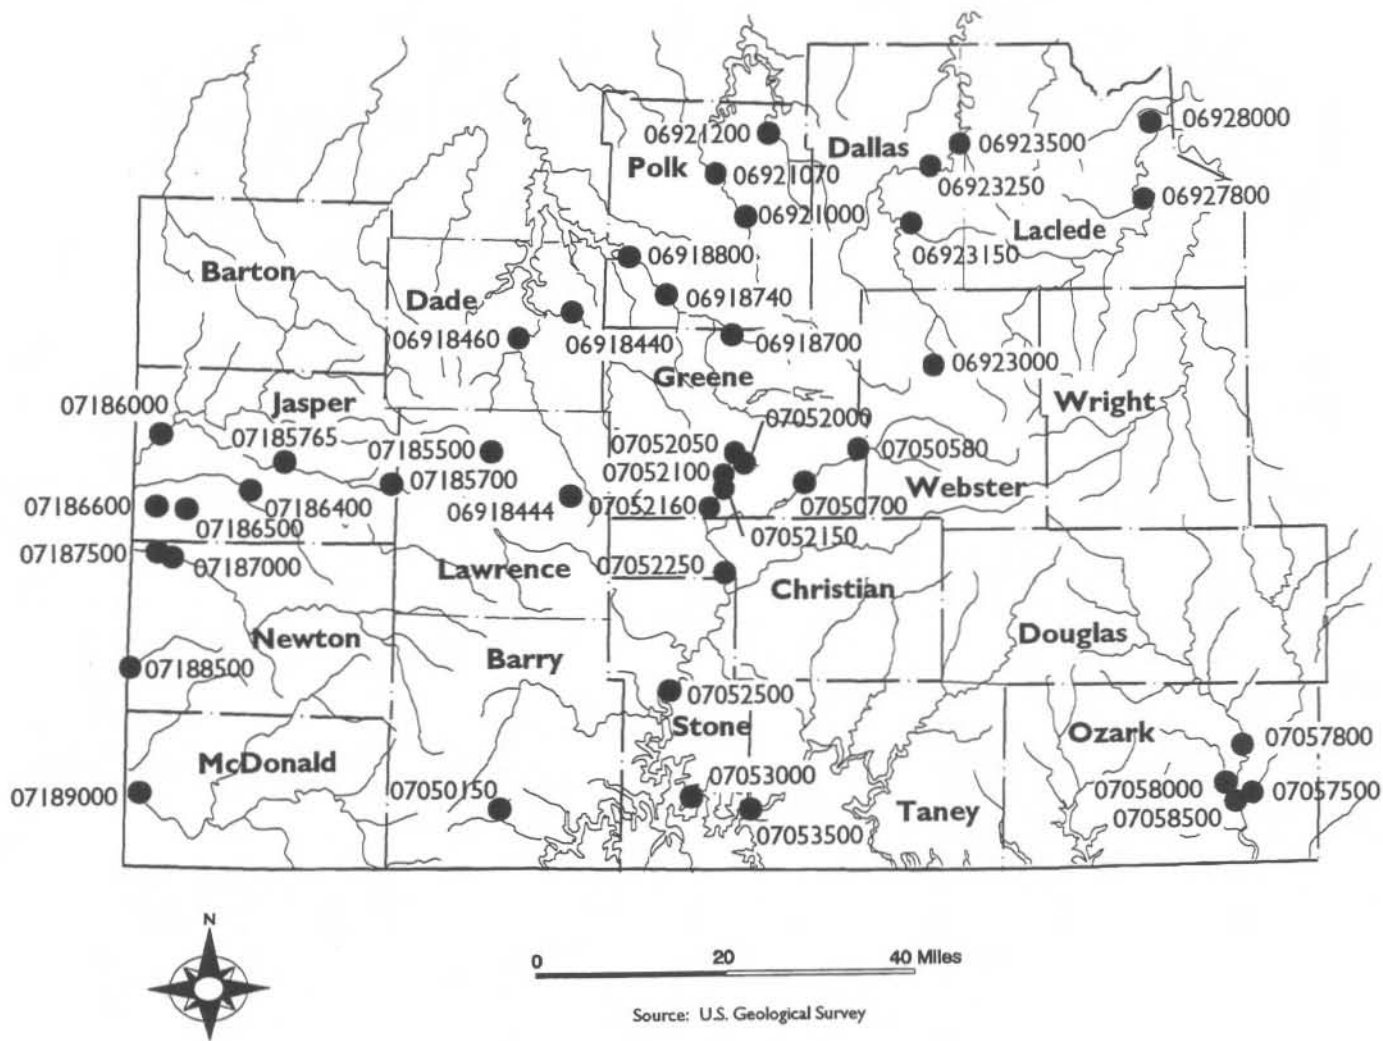 06928000
06921200
Dallas
06923500
Polk
06921070
06923250
06927800
06921000
Laclede
06923150
06918800
Barton
Dade
06918740
06918460
06918440
06918700
06923000
Greene
Jasper
Wright
07186000
07052000
07185765
07185500
07052050
07050580
07052100
07185700
Webster
07186600
07186400
06918444
07052160
07050700
07186500
07052150
07187500
07187000
Lawrence
07052250
Christian
Newton
Douglas
07188500
Barry
07052500
Stone
Ozark
07057800
McDonald
07053000
07189000
07050150
07058000
07057500
Taney
07058500
07053500
N
0 20 40 Miles
Source: U.S. Geological Survey